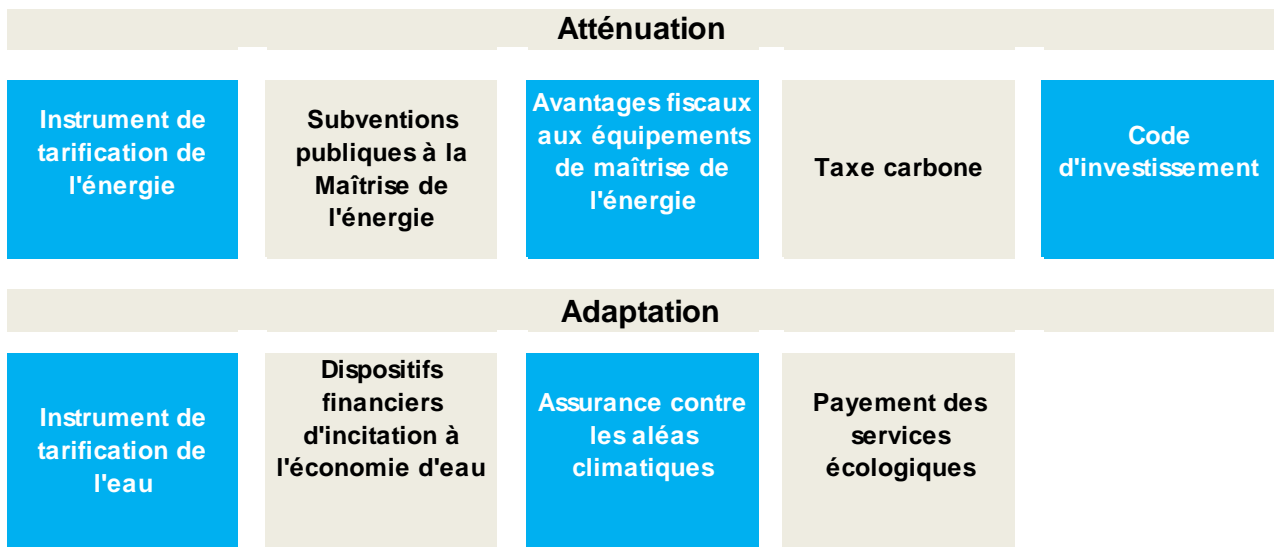 Atténuation
Instrument de
tarification de
l'énergie
Subventions
publiques à la
Maîtrise de
l'énergie
Avantages fiscaux
aux équipements
de maîtrise de
l'énergie
Taxe carbone
Code
d'investissement
Adaptation
Instrument de
tarification de
l'eau
Dispositifs
financiers
d'incitation à
l'économie d'eau
Assurance contre
les aléas
climatiques
Payement des
services
écologiques